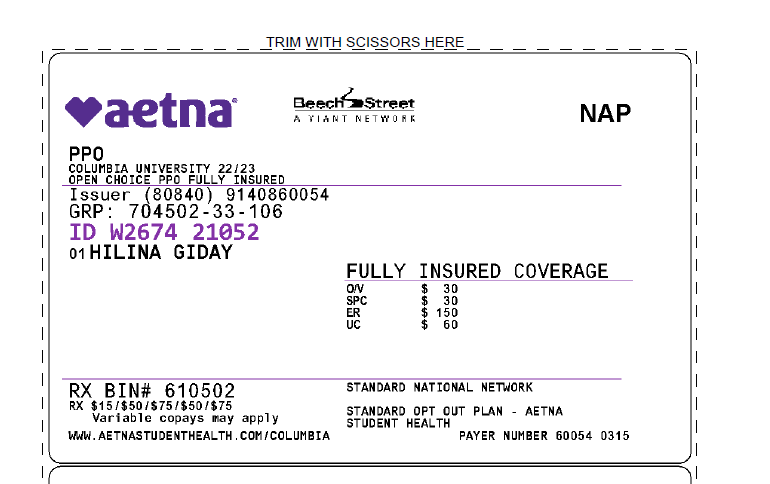 TRIM WITH SCISSORS HERE
aetna
Beech Street
A VIANT NETWORK
NAP
PPO
COLUMBIA UNIVERSITY 22/23
OPEN CHOICE PPO FULLY INSURED
Issuer (80840) 9140860054
GRP: 704502-33-106
ID W2674 21052
01 HILINA GIDAY
FULLY INSURED COVERAGE
O/V $ 30
SPC $ 30
ER $ 150
UC $ 60
RX BIN# 610502
RX $15/$50/$75/$50/$75
Variable copays may apply
WWW.AETNASTUDENTHEALTH.COM/COLUMBIA
STANDARD NATIONAL NETWORK
STANDARD OPT OUT PLAN - AETNA
STUDENT HEALTH
PAYER NUMBER 60054 0315